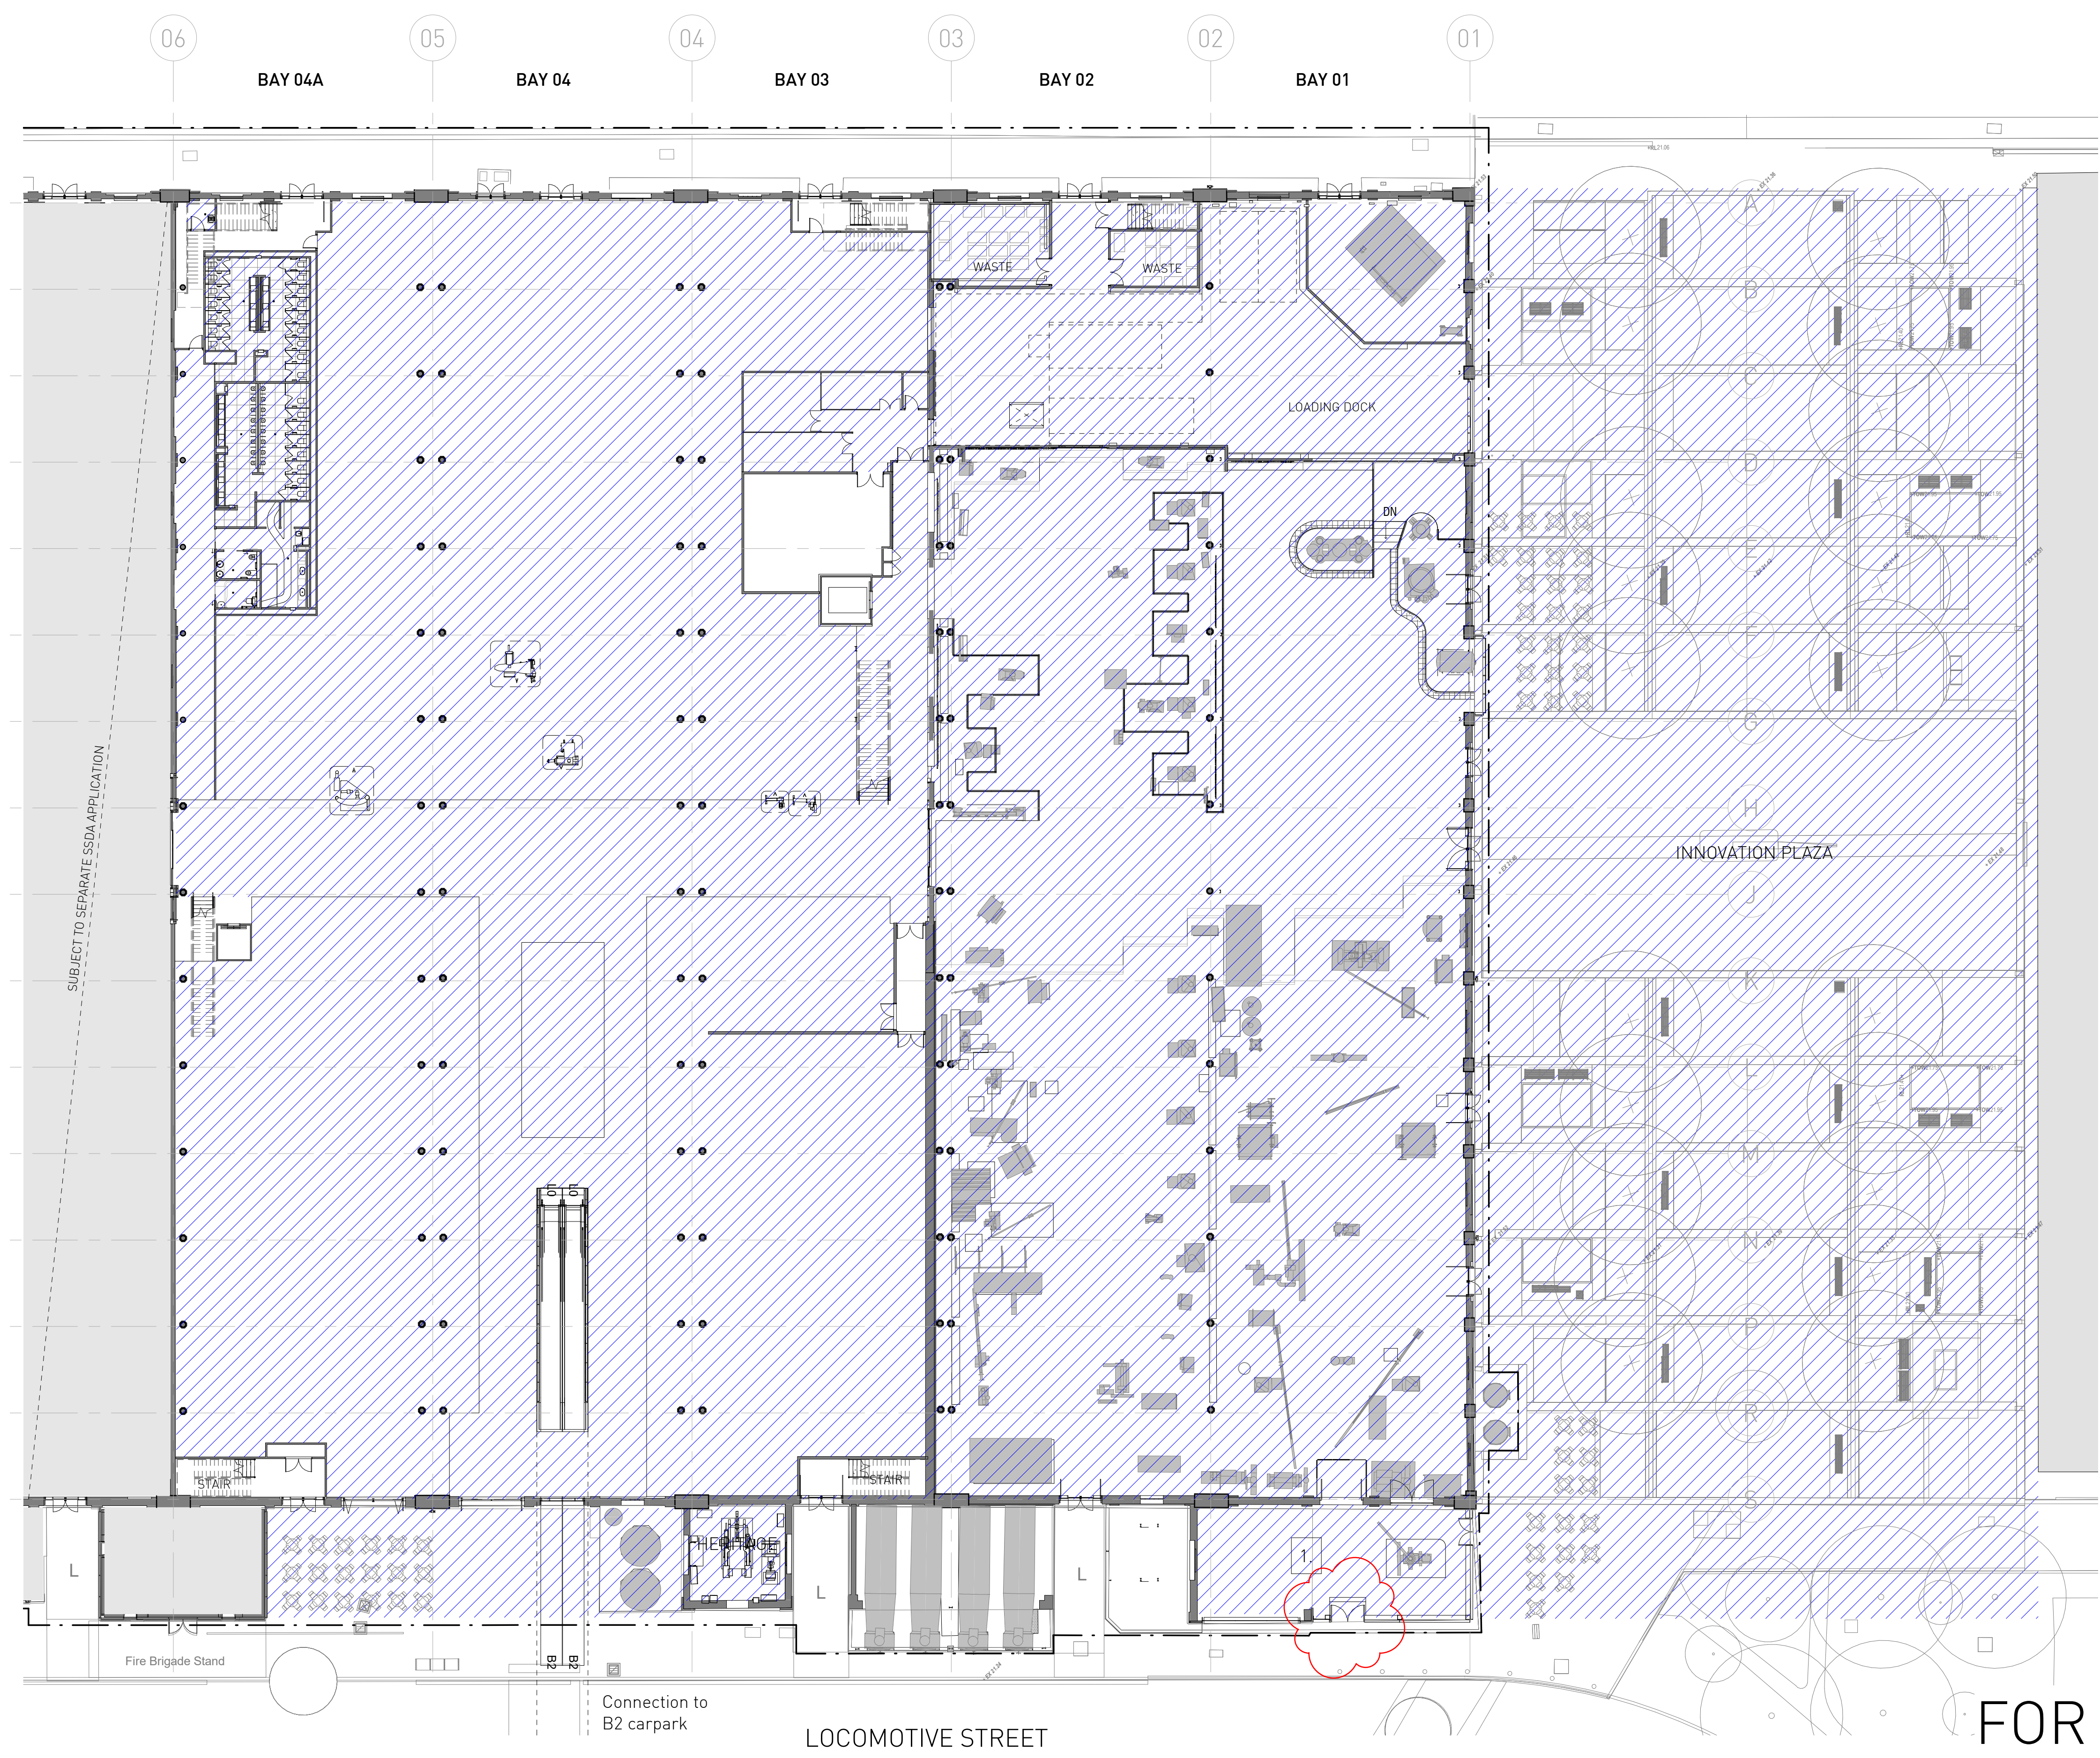 06
05
04
03
02
01
BAY 04A
BAY 04
BAY 03
BAY 02
BAY 01
WASTE
WASTE
LOADING DOCK
DN
A
B
C
D
E
F
G
H
J
K
L
M
N
P
R
S
INNOVATION PLAZA
SUBJECT TO SEPARATE SSDA APPLICATION
LO
LO
STAIR
STAIR
HERITAGE
1
L
L
L
B2
B2
Fire Brigade Stand
Connection to
B2 carpark
LOCOMOTIVE STREET
FOR